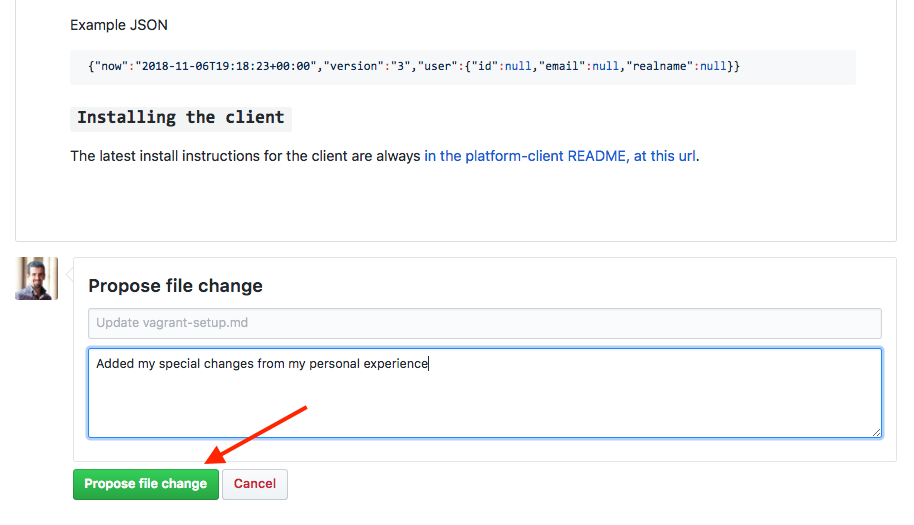 Example JSON
{"now":"2018-11-06T19:18:23+00:00","version":"3","user":{"id":null,"email":null,"realname":null}}
Installing the client
The latest install instructions for the client are always in the platform-client README, at this url.
Propose file change
Update vagrant-setup.md
Added my special changes from my personal experience
Propose file change
Cancel